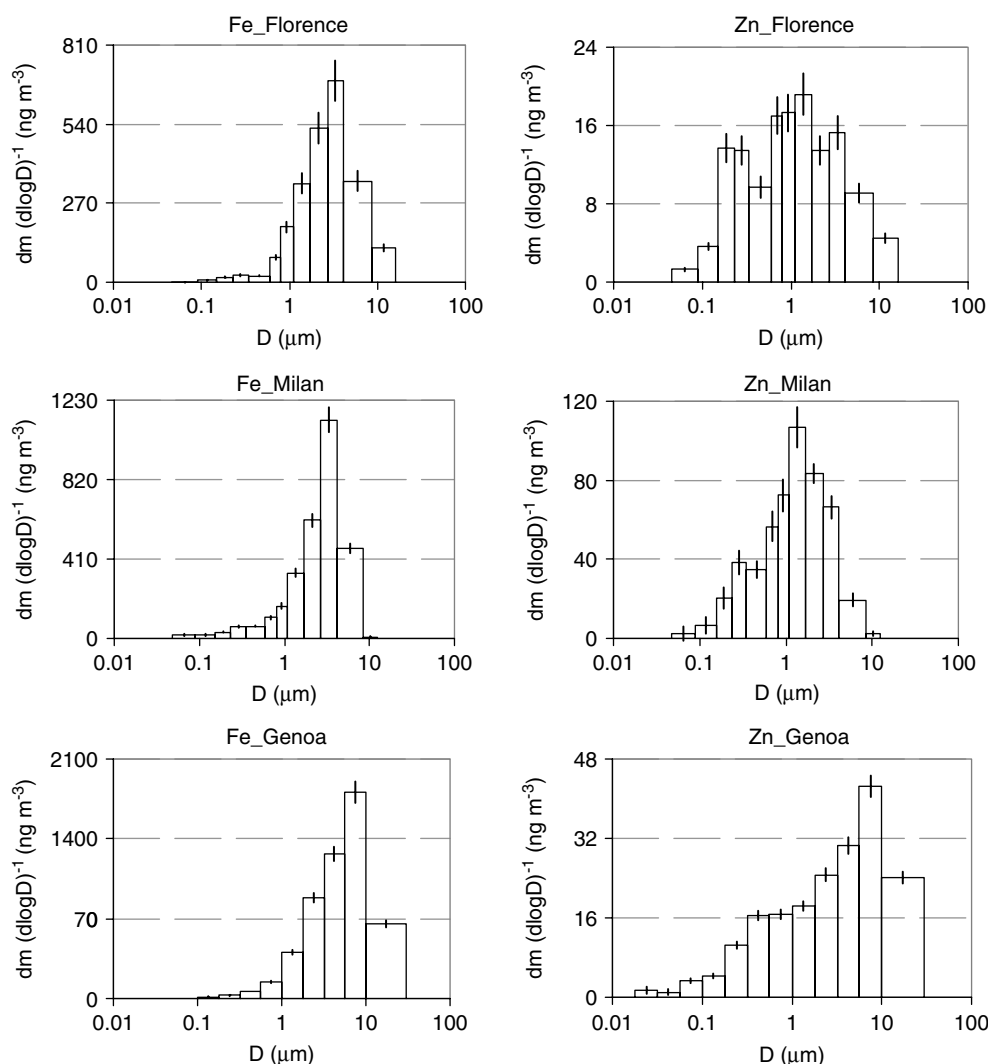 Fe_Florence
810
540
270
0
0.01 0.1 1 10 100
dm (dlogD)⁻¹ (ng m⁻³)
D (μm)
Zn_Florence
24
16
8
0
0.01 0.1 1 10 100
dm (dlogD)⁻¹ (ng m⁻³)
D (μm)
Fe_Milan
1230
820
410
0
0.01 0.1 1 10 100
dm (dlogD)⁻¹ (ng m⁻³)
D (μm)
Zn_Milan
120
80
40
0
0.01 0.1 1 10 100
dm (dlogD)⁻¹ (ng m⁻³)
D (μm)
Fe_Genoa
2100
1400
70
0
0.01 0.1 1 10 100
dm (dlogD)⁻¹ (ng m⁻³)
D (μm)
Zn_Genoa
48
32
16
0
0.01 0.1 1 10 100
dm (dlogD)⁻¹ (ng m⁻³)
D (μm)